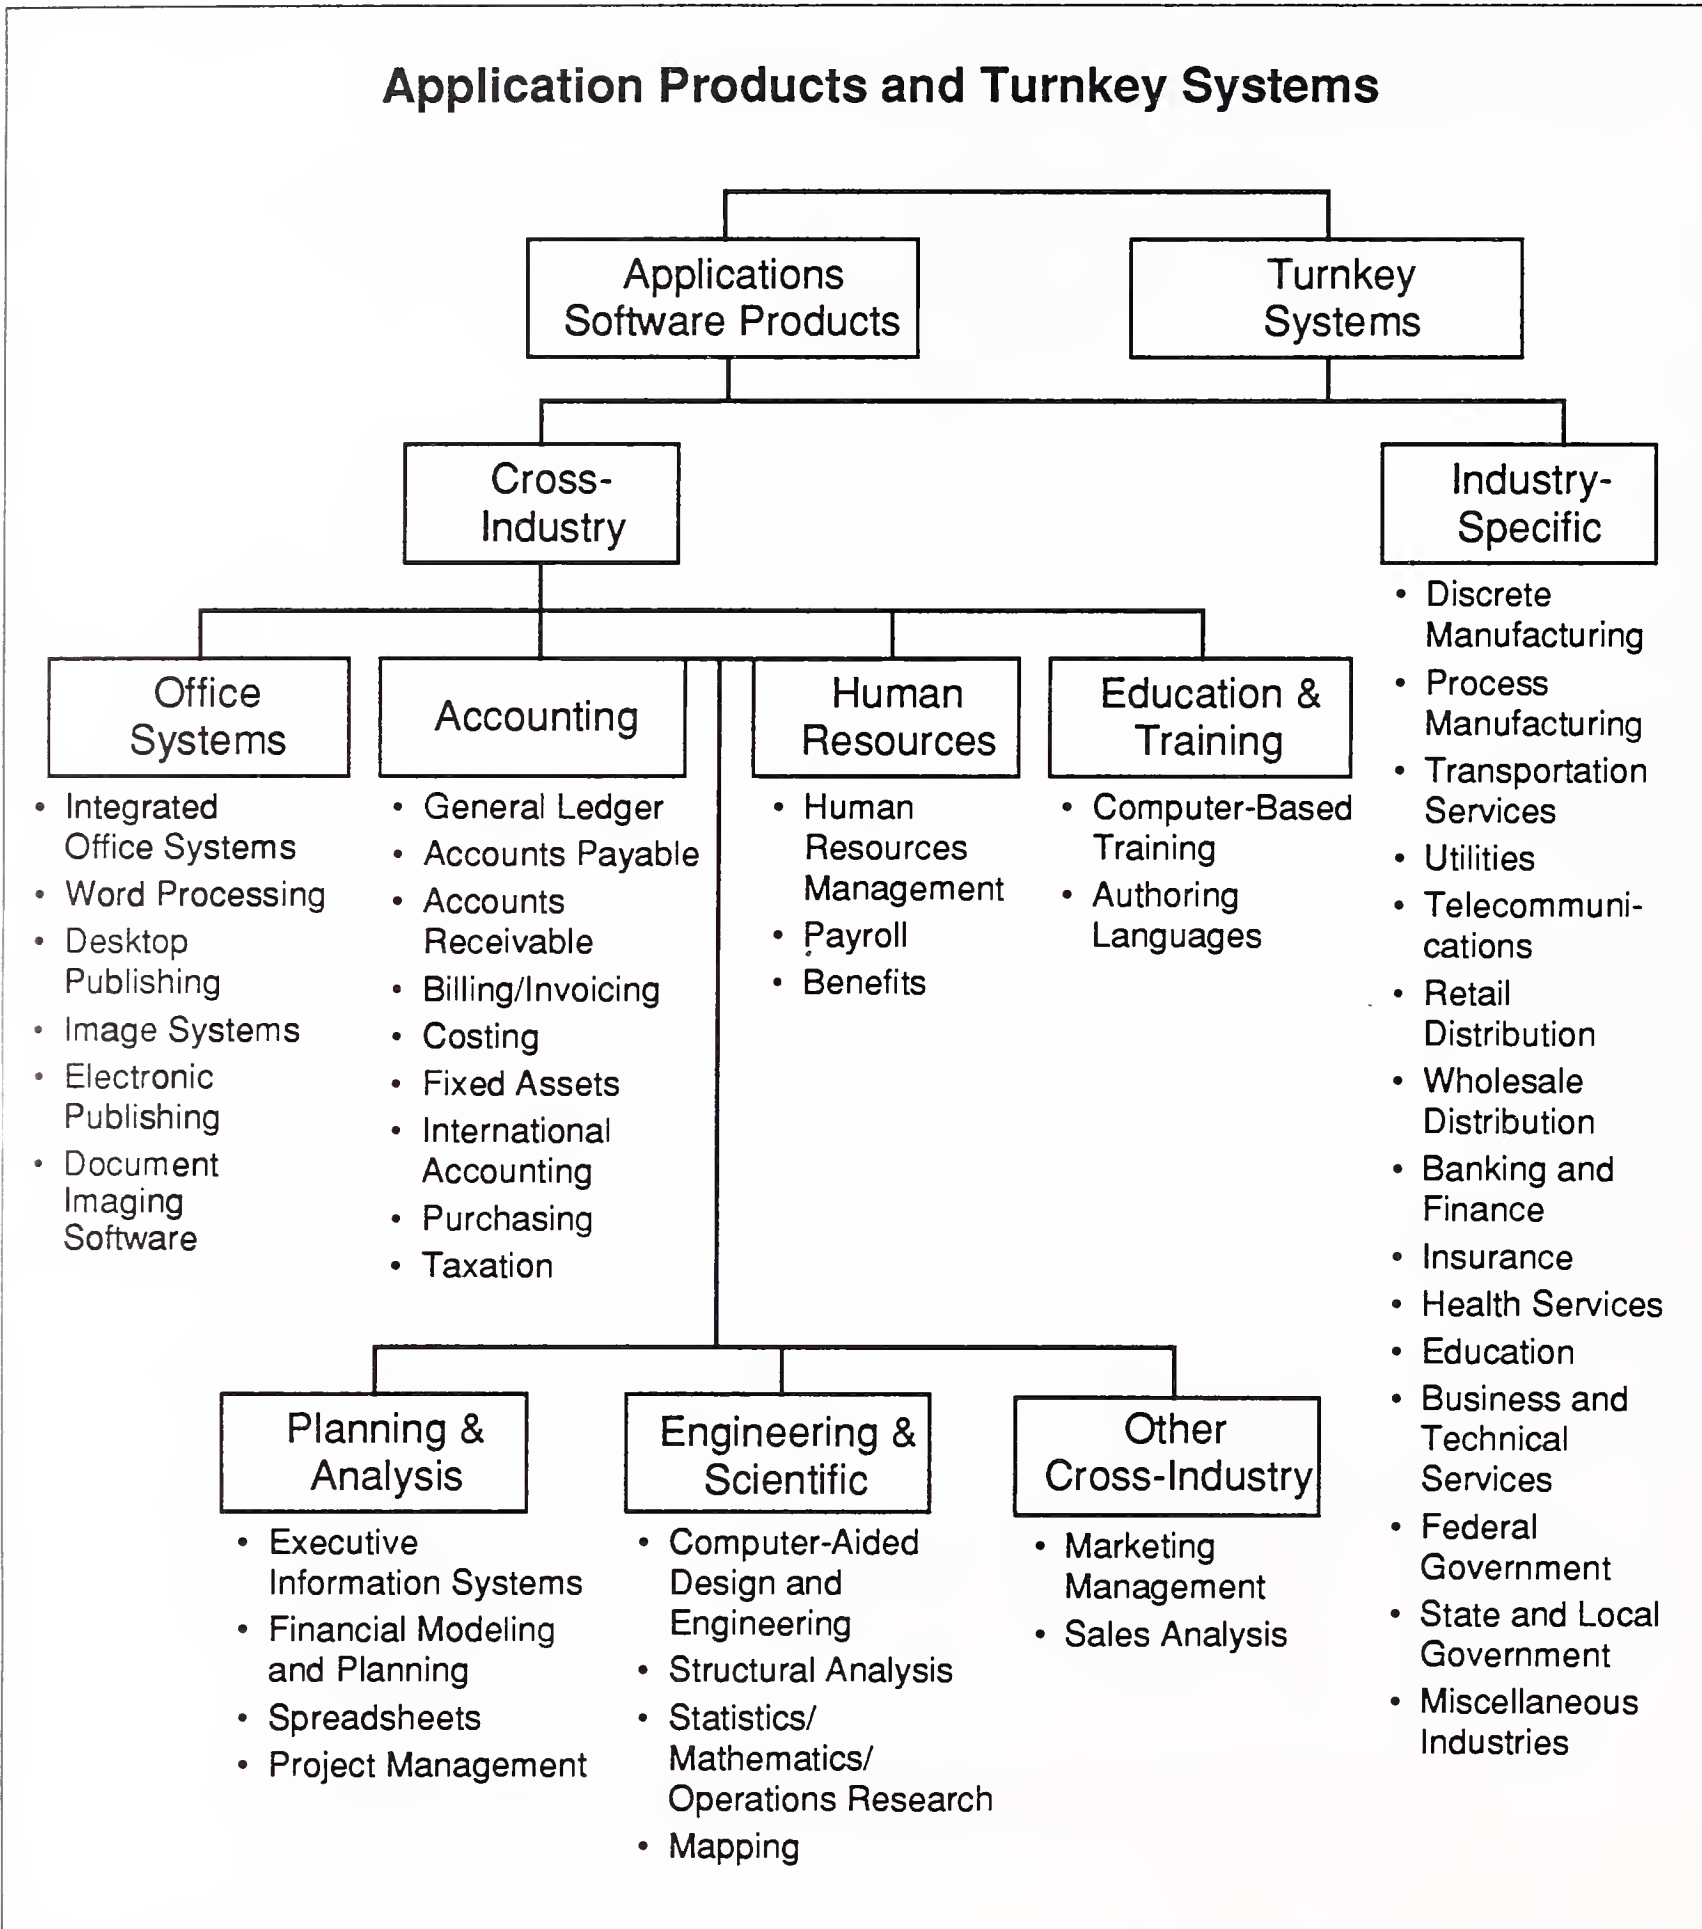 Application Products and Turnkey Systems
Applications
Software Products
Turnkey
Systems
Cross-
Industry
Industry-
Specific
• Discrete
Manufacturing
• Process
Manufacturing
• Transportation
Services
• Utilities
• Telecommuni-
cations
• Retail
Distribution
• Wholesale
Distribution
• Banking and
Finance
• Insurance
• Health Services
• Education
• Business and
Technical
Services
• Federal
Government
• State and Local
Government
• Miscellaneous
Industries
Office
Systems
• Integrated
Office Systems
• Word Processing
• Desktop
Publishing
• Image Systems
• Electronic
Publishing
• Document
Imaging
Software
Accounting
• General Ledger
• Accounts Payable
• Accounts
Receivable
• Billing/Invoicing
• Costing
• Fixed Assets
• International
Accounting
• Purchasing
• Taxation
Human
Resources
• Human
Resources
Management
• Payroll
• Benefits
Education &
Training
• Computer-Based
Training
• Authoring
Languages
Planning &
Analysis
• Executive
Information Systems
• Financial Modeling
and Planning
• Spreadsheets
• Project Management
Engineering &
Scientific
• Computer-Aided
Design and
Engineering
• Structural Analysis
• Statistics/
Mathematics/
Operations Research
• Mapping
Other
Cross-Industry
• Marketing
Management
• Sales Analysis